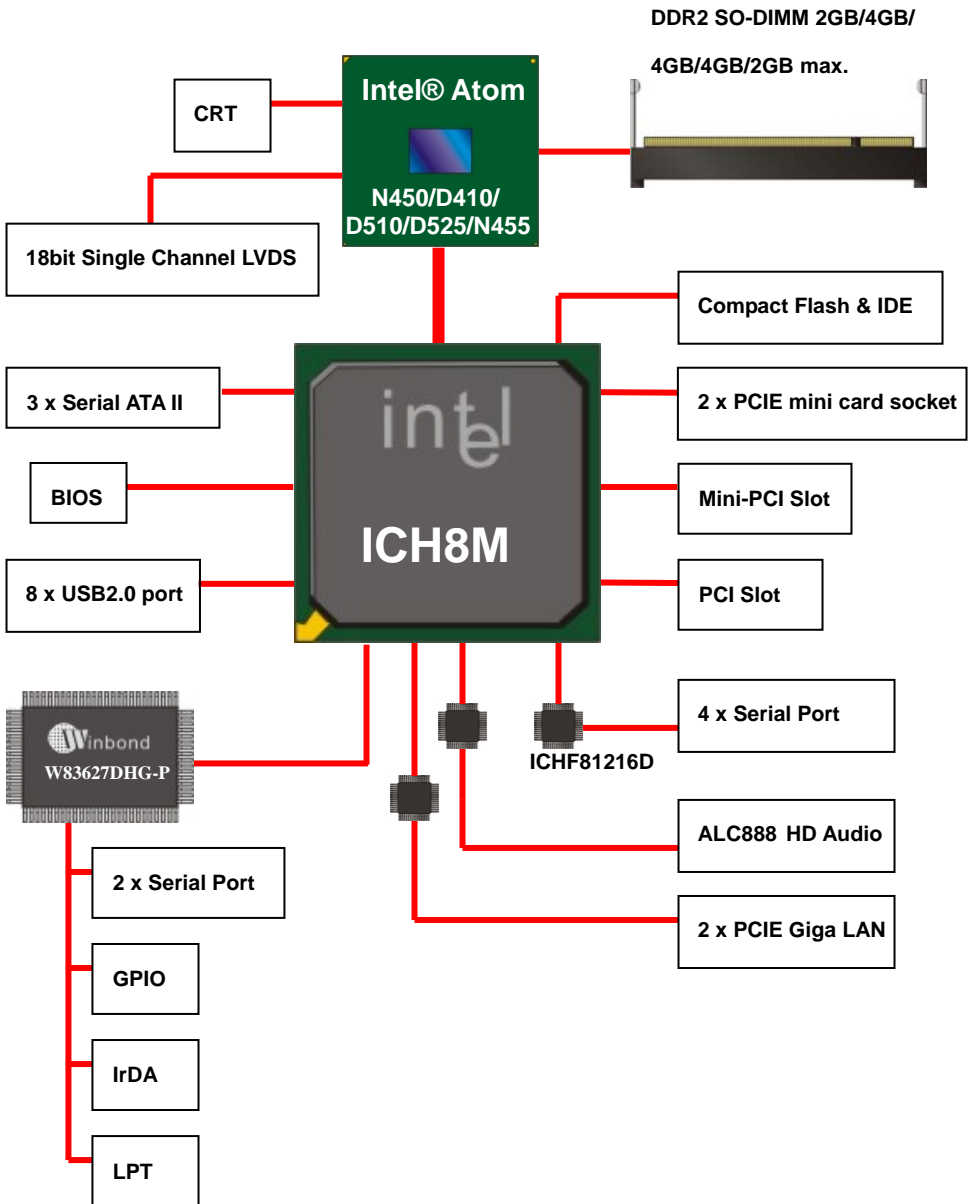 DDR2 SO-DIMM 2GB/4GB/
4GB/4GB/2GB max.
Intel® Atom
N450/D410/
D510/D525/N455
CRT
18bit Single Channel LVDS
Compact Flash & IDE
3 x Serial ATA II
2 x PCIE mini card socket
intel
ICH8M
BIOS
Mini-PCI Slot
8 x USB2.0 port
PCI Slot
Winbond
W83627DHG-P
4 x Serial Port
ICHF81216D
ALC888 HD Audio
2 x Serial Port
2 x PCIE Giga LAN
GPIO
IrDA
LPT